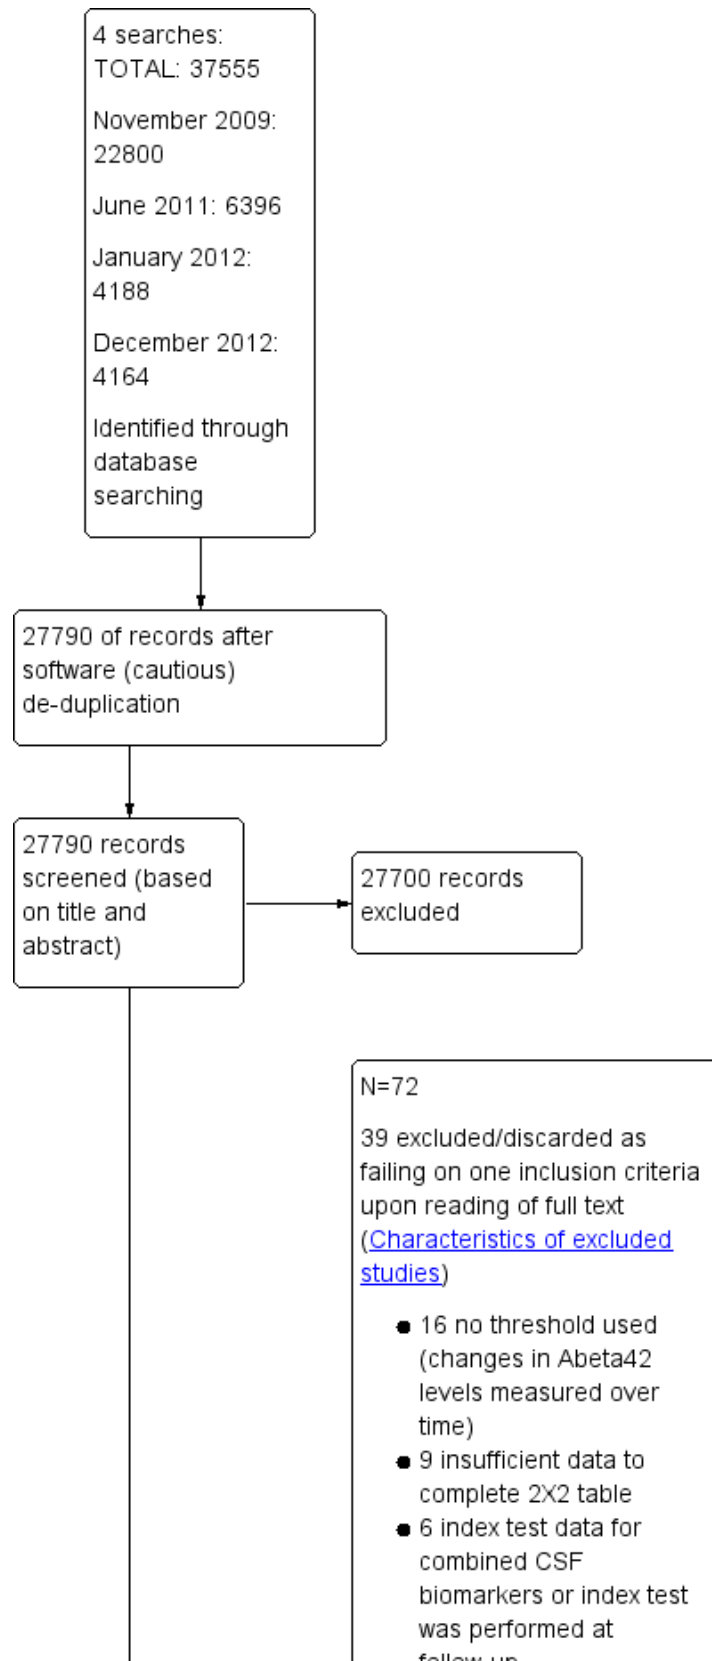 4 searches:
TOTAL: 37555
November 2009:
22800
June 2011: 6396
January 2012:
4188
December 2012:
4164
Identified through
database
searching
27790 of records after
software (cautious)
de-duplication
27790 records
screened (based
on title and
abstract)
27700 records
excluded
N=72
39 excluded/discarded as
failing on one inclusion criteria
upon reading of full text
(Characteristics of excluded
studies)
● 16 no threshold used
(changes in Abeta42
levels measured over
time)
● 9 insufficient data to
complete 2X2 table
● 6 index test data for
combined CSF
biomarkers or index test
was performed at
follow-up